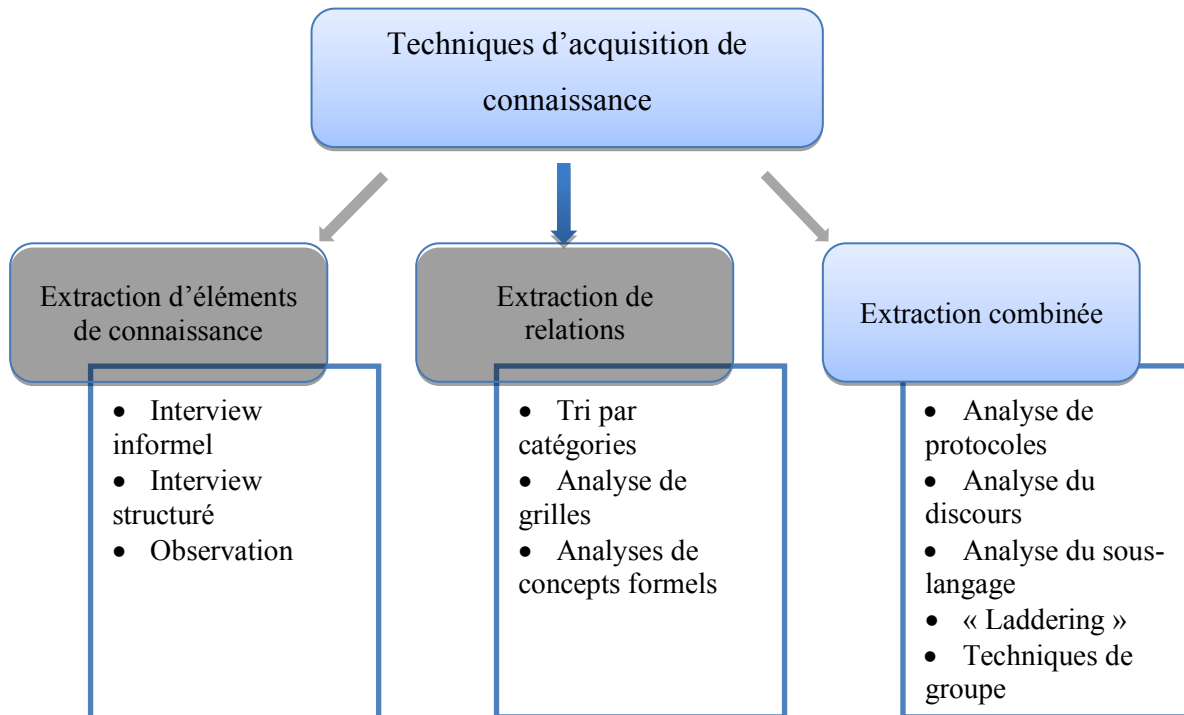 Techniques d’acquisition de
connaissance
Extraction d’éléments
de connaissance
• Interview
informel
• Interview
structuré
• Observation
Extraction de
relations
• Tri par
catégories
• Analyse de
grilles
• Analyses de
concepts formels
Extraction combinée
• Analyse de
protocoles
• Analyse du
discours
• Analyse du sous-
langage
• « Laddering »
• Techniques de
groupe